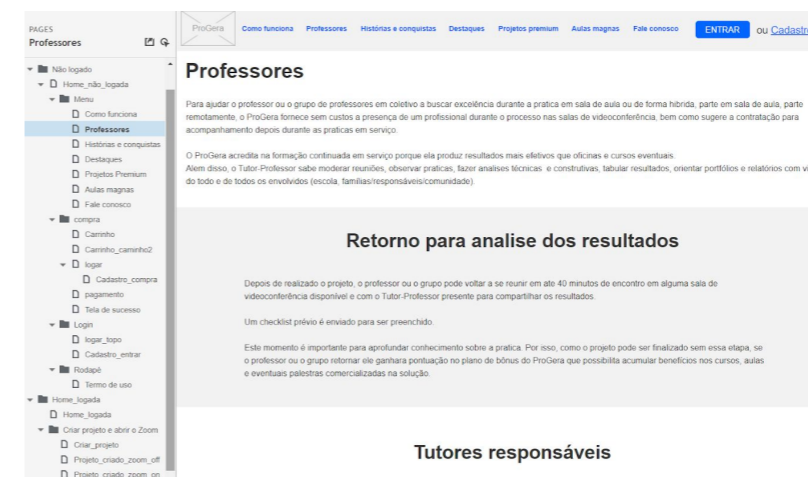 PAGES
Professores
Não logado
Home_não_logada
Menu
Como funciona
Professores
Histórias e conquistas
Destaques
Projetos Premium
Aulas magnas
Fale conosco
compra
Carrinho
Carrinho_caminho2
logar
Cadastro_compra
pagamento
Tela de sucesso
Login
logar_topo
Cadastro_entrar
Rodapé
Termo de uso
Home_logada
Home_logada
Criar projeto e abrir o Zoom
Criar_projeto
Projeto_criado_zoom_off
Projeto_criado_zoom_on
ProGera Como funciona Professores Histórias e conquistas Destaques Projetos premium Aulas magnas Fale conosco ENTRAR ou Cadastre
Professores
Para ajudar o professor ou o grupo de professores em coletivo a buscar excelência durante a pratica em sala de aula ou de forma hibrida, parte em sala de aula, parte
remotamente, o ProGera fornece sem custos a presença de um profissional durante o processo nas salas de videoconferência, bem como sugere a contratação para
acompanhamento depois durante as praticas em serviço.
O ProGera acredita na formação continuada em serviço porque ela produz resultados mais efetivos que oficinas e cursos eventuais.
Alem disso, o Tutor-Professor sabe moderar reuniões, observar praticas, fazer analises técnicas e construtivas, tabular resultados, orientar portfólios e relatórios com vi
do todo e de todos os envolvidos (escola, famílias/responsáveis/comunidade).
Retorno para analise dos resultados
Depois de realizado o projeto, o professor ou o grupo pode voltar a se reunir em ate 40 minutos de encontro em alguma sala de
videoconferência disponível e com o Tutor-Professor presente para compartilhar os resultados.
Um checklist prévio é enviado para ser preenchido.
Este momento é importante para aprofundar conhecimento sobre a pratica. Por isso, como o projeto pode ser finalizado sem essa etapa, se
o professor ou o grupo retornar ele ganhara pontuação no plano de bônus do ProGera que possibilita acumular benefícios nos cursos, aulas
e eventuais palestras comercializadas na solução.
Tutores responsáveis